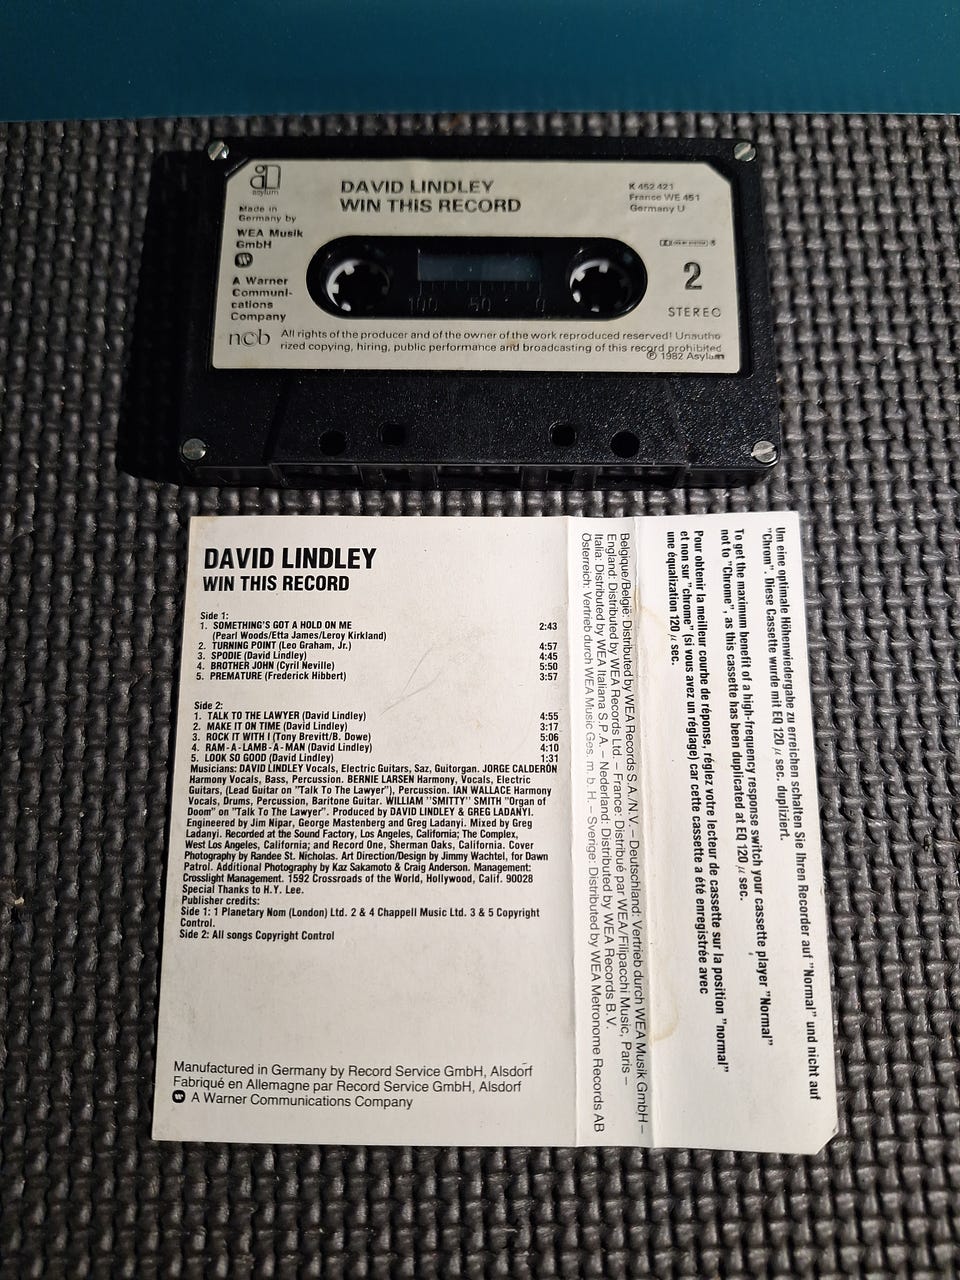 asylum
Made in
Germany by
WEA Musik
GmbH
A Warner
Communi-
cations
Company
ncb
DAVID LINDLEY
WIN THIS RECORD
K 452 421
France WE 451
Germany U
2
STEREO
100 50 0
All rights of the producer and of the owner of the work reproduced reserved! Unautho
rized copying, hiring, public performance and broadcasting of this record prohibited
℗ 1982 Asylum
DAVID LINDLEY
WIN THIS RECORD
Side 1:
1. SOMETHING'S GOT A HOLD ON ME 2:43
(Pearl Woods/Etta James/Leroy Kirkland)
2. TURNING POINT (Leo Graham, Jr.) 4:57
3. SPODIE (David Lindley) 4:45
4. BROTHER JOHN (Cyril Neville) 5:50
5. PREMATURE (Frederick Hibbert) 3:57
Side 2:
1. TALK TO THE LAWYER (David Lindley) 4:55
2. MAKE IT ON TIME (David Lindley) 3:17
3. ROCK IT WITH I (Tony Brevitt/B. Dowe) 5:06
4. RAM-A-LAMB-A-MAN (David Lindley) 4:10
5. LOOK SO GOOD (David Lindley) 1:31
Musicians: DAVID LINDLEY Vocals, Electric Guitars, Saz, Guitorgan. JORGE CALDERÓN
Harmony Vocals, Bass, Percussion. BERNIE LARSEN Harmony, Vocals, Electric
Guitars, (Lead Guitar on "Talk To The Lawyer"), Percussion. IAN WALLACE Harmony
Vocals, Drums, Percussion, Baritone Guitar. WILLIAM "SMITTY" SMITH "Organ of
Doom" on "Talk To The Lawyer". Produced by DAVID LINDLEY & GREG LADANYI.
Engineered by Jim Nipar, George Mastenberg and Greg Ladanyi. Mixed by Greg
Ladanyi. Recorded at the Sound Factory, Los Angeles, California; The Complex,
West Los Angeles, California; and Record One, Sherman Oaks, California. Cover
Photography by Randee St. Nicholas. Art Direction/Design by Jimmy Wachtel, for Dawn
Patrol. Additional Photography by Kaz Sakamoto & Craig Anderson. Management:
Crosslight Management. 1592 Crossroads of the World, Hollywood, Calif. 90028
Special Thanks to H.Y. Lee.
Publisher credits:
Side 1: 1 Planetary Nom (London) Ltd. 2 & 4 Chappell Music Ltd. 3 & 5 Copyright
Control.
Side 2: All songs Copyright Control
Manufactured in Germany by Record Service GmbH, Alsdorf
Fabriqué en Allemagne par Record Service GmbH, Alsdorf
A Warner Communications Company
Belgique/België: Distributed by WEA Records S.A./N.V. – Deutschland: Vertrieb durch WEA Musik GmbH –
England: Distributed by WEA Records Ltd. – France: Distribué par WEA/Filipacchi Music, Paris –
Italia: Distributed by WEA Italiana S.P.A. – Nederland: Distributed by WEA Records B.V.
Österreich: Vertrieb durch WEA Music Ges. m. b. H. – Sverige: Distributed by WEA Metronome Records AB
Um eine optimale Höhenwiedergabe zu erreichen schalten Sie Ihren Recorder auf "Normal" und nicht auf
"Chrom". Diese Cassette wurde mit EQ 120 µ sec. dupliziert.
To get the maximum benefit of a high-frequency response switch your cassette player "Normal"
not to "Chrome", as this cassette has been duplicated at EQ 120 µ sec.
Pour obtenir la meilleur courbe de réponse, réglez votre lecteur de cassette sur la position "normal"
et non sur "chrome" (si vous avez un réglage) car cette cassette a été enregistrée avec
une équalization 120 µ sec.